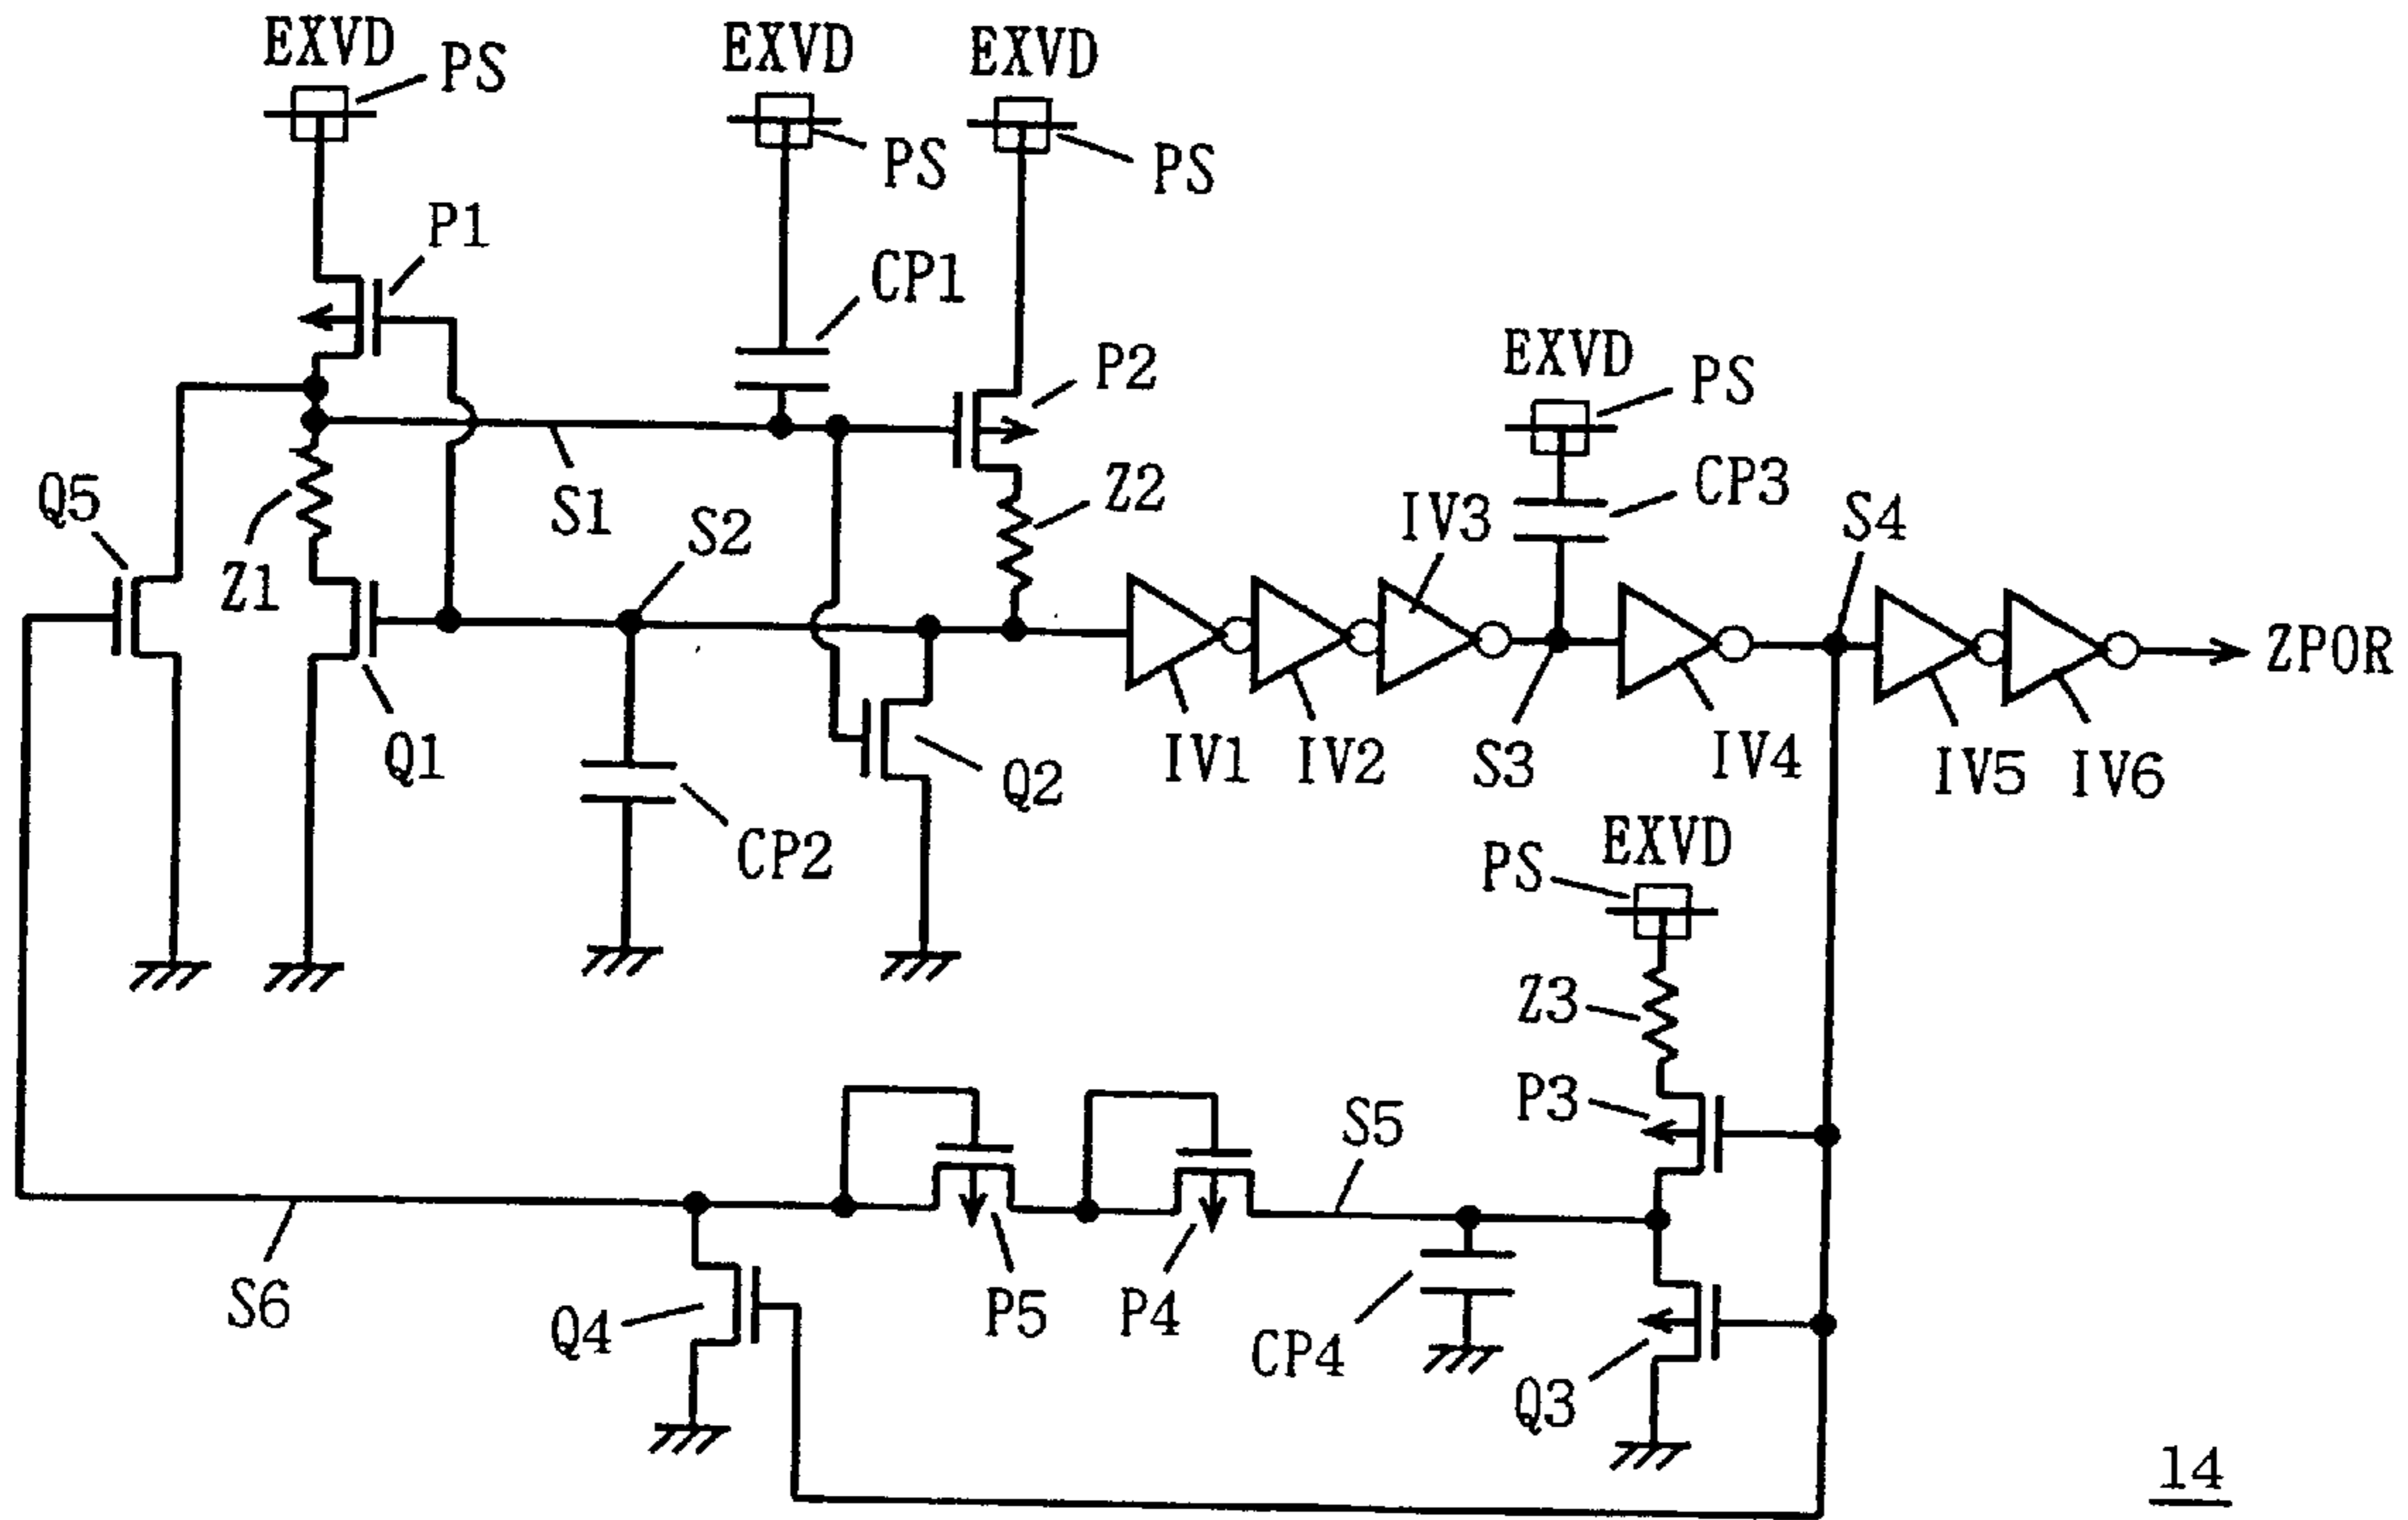 EXVD
PS
EXVD
PS
EXVD
PS
P1
CP1
P2
EXVD
PS
Q5
Z1
S1
S2
Z2
IV3
CP3
S4
Q1
CP2
Q2
IV1
IV2
S3
IV4
IV5
IV6
ZPOR
PS
EXVD
Z3
P3
S5
S6
Q4
P5
P4
CP4
Q3
14